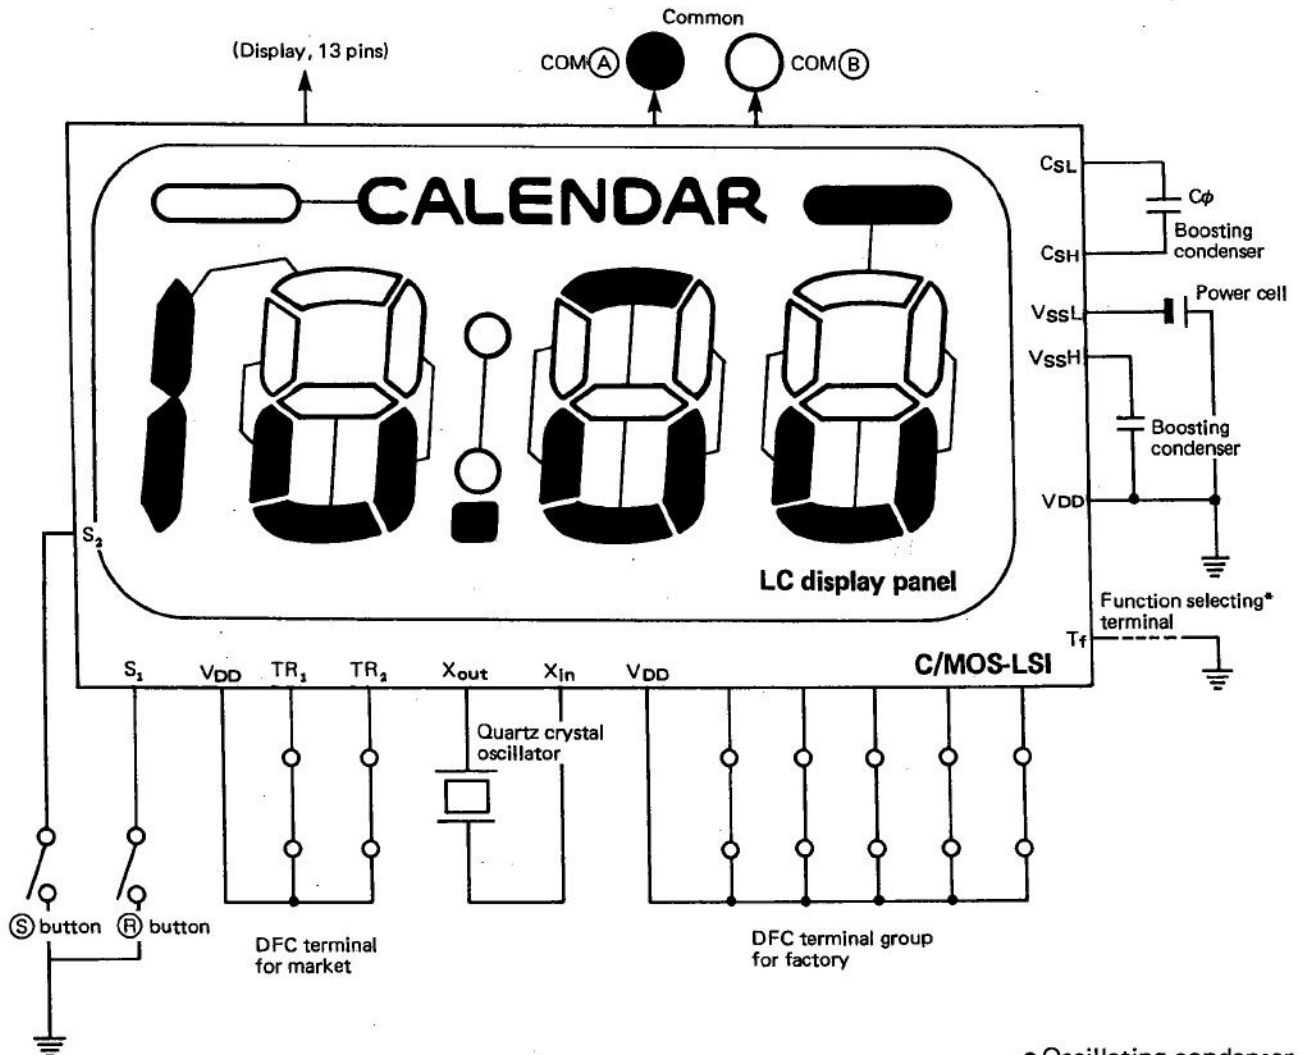 Common
(Display, 13 pins)
COM Ⓐ
COM Ⓑ
CALENDAR
CSL
Cφ
Boosting
condenser
CSH
Power cell
VSSL
VSSH
Boosting
condenser
VDD
S₂
LC display panel
Function selecting*
terminal
Tf
C/MOS-LSI
S₁
VDD
TR₁
TR₂
Xout
Xin
VDD
Quartz crystal
oscillator
Ⓢ button
Ⓡ button
DFC terminal
for market
DFC terminal group
for factory
• Oscillating condenser